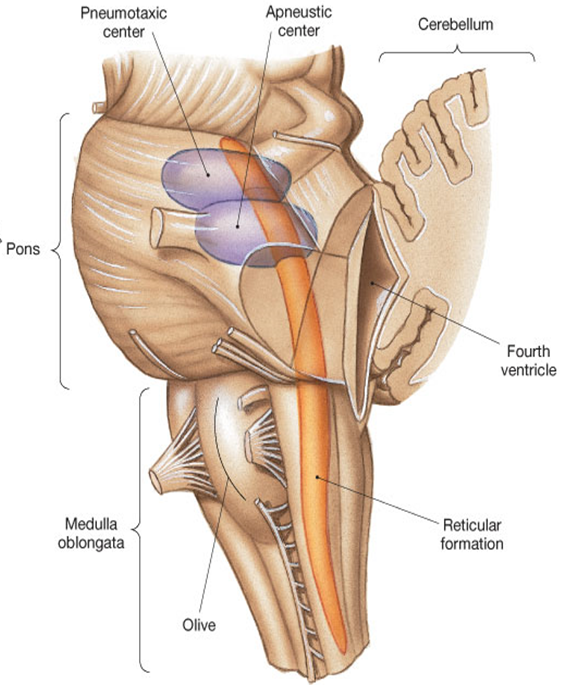 Pneumotaxic
center
Apneustic
center
Cerebellum
Pons
Fourth
ventricle
Medulla
oblongata
Reticular
formation
Olive